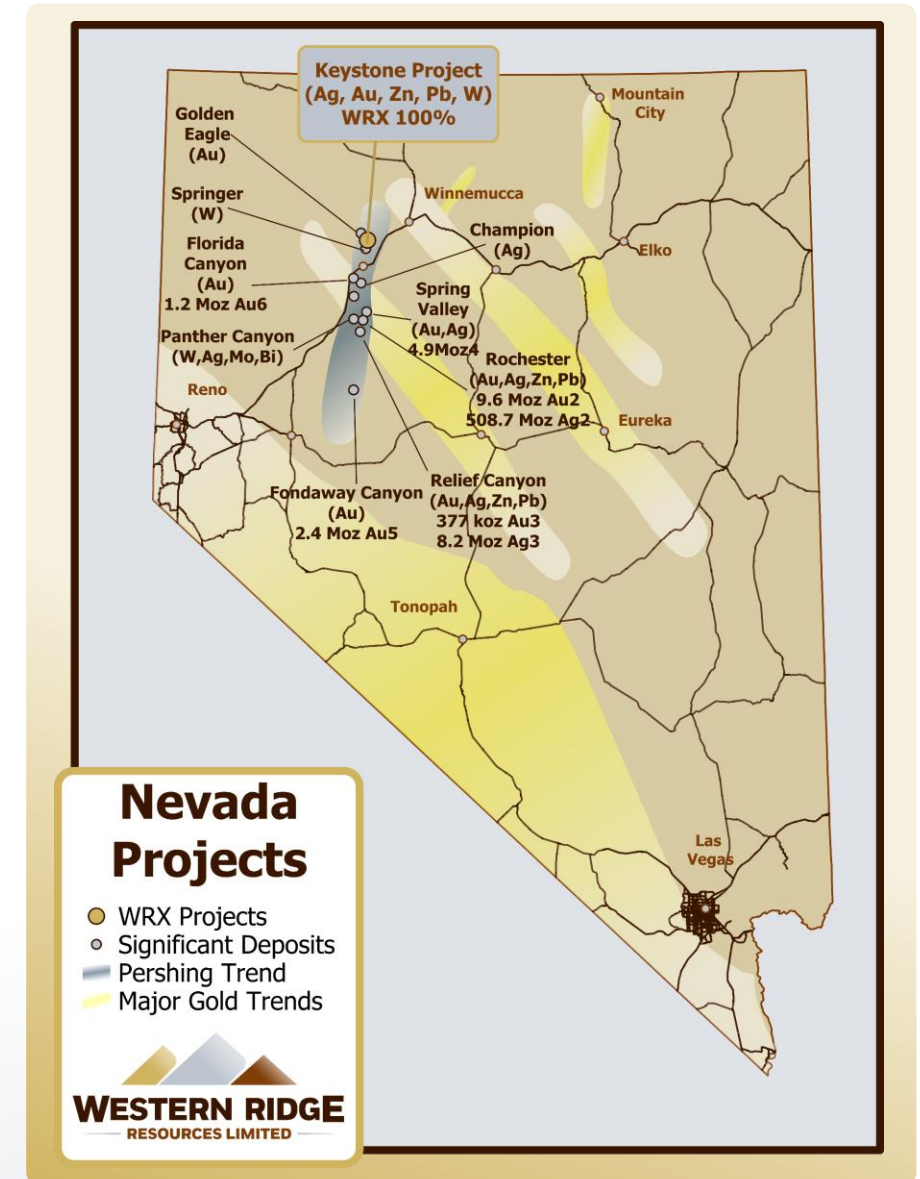 Keystone Project
(Ag, Au, Zn, Pb, W)
WRX 100%
Mountain
City
Golden
Eagle
(Au)
Springer
(W)
Winnemucca
Florida
Canyon
(Au)
1.2 Moz Au6
Champion
(Ag)
Elko
Spring
Valley
(Au,Ag)
4.9Moz4
Panther Canyon
(W,Ag,Mo,Bi)
Rochester
(Au,Ag,Zn,Pb)
9.6 Moz Au2
508.7 Moz Ag2
Reno
Eureka
Fondaway Canyon
(Au)
2.4 Moz Au5
Relief Canyon
(Au,Ag,Zn,Pb)
377 koz Au3
8.2 Moz Ag3
Tonopah
Las
Vegas
Nevada
Projects
WRX Projects
Significant Deposits
Pershing Trend
Major Gold Trends
WESTERN RIDGE
RESOURCES LIMITED